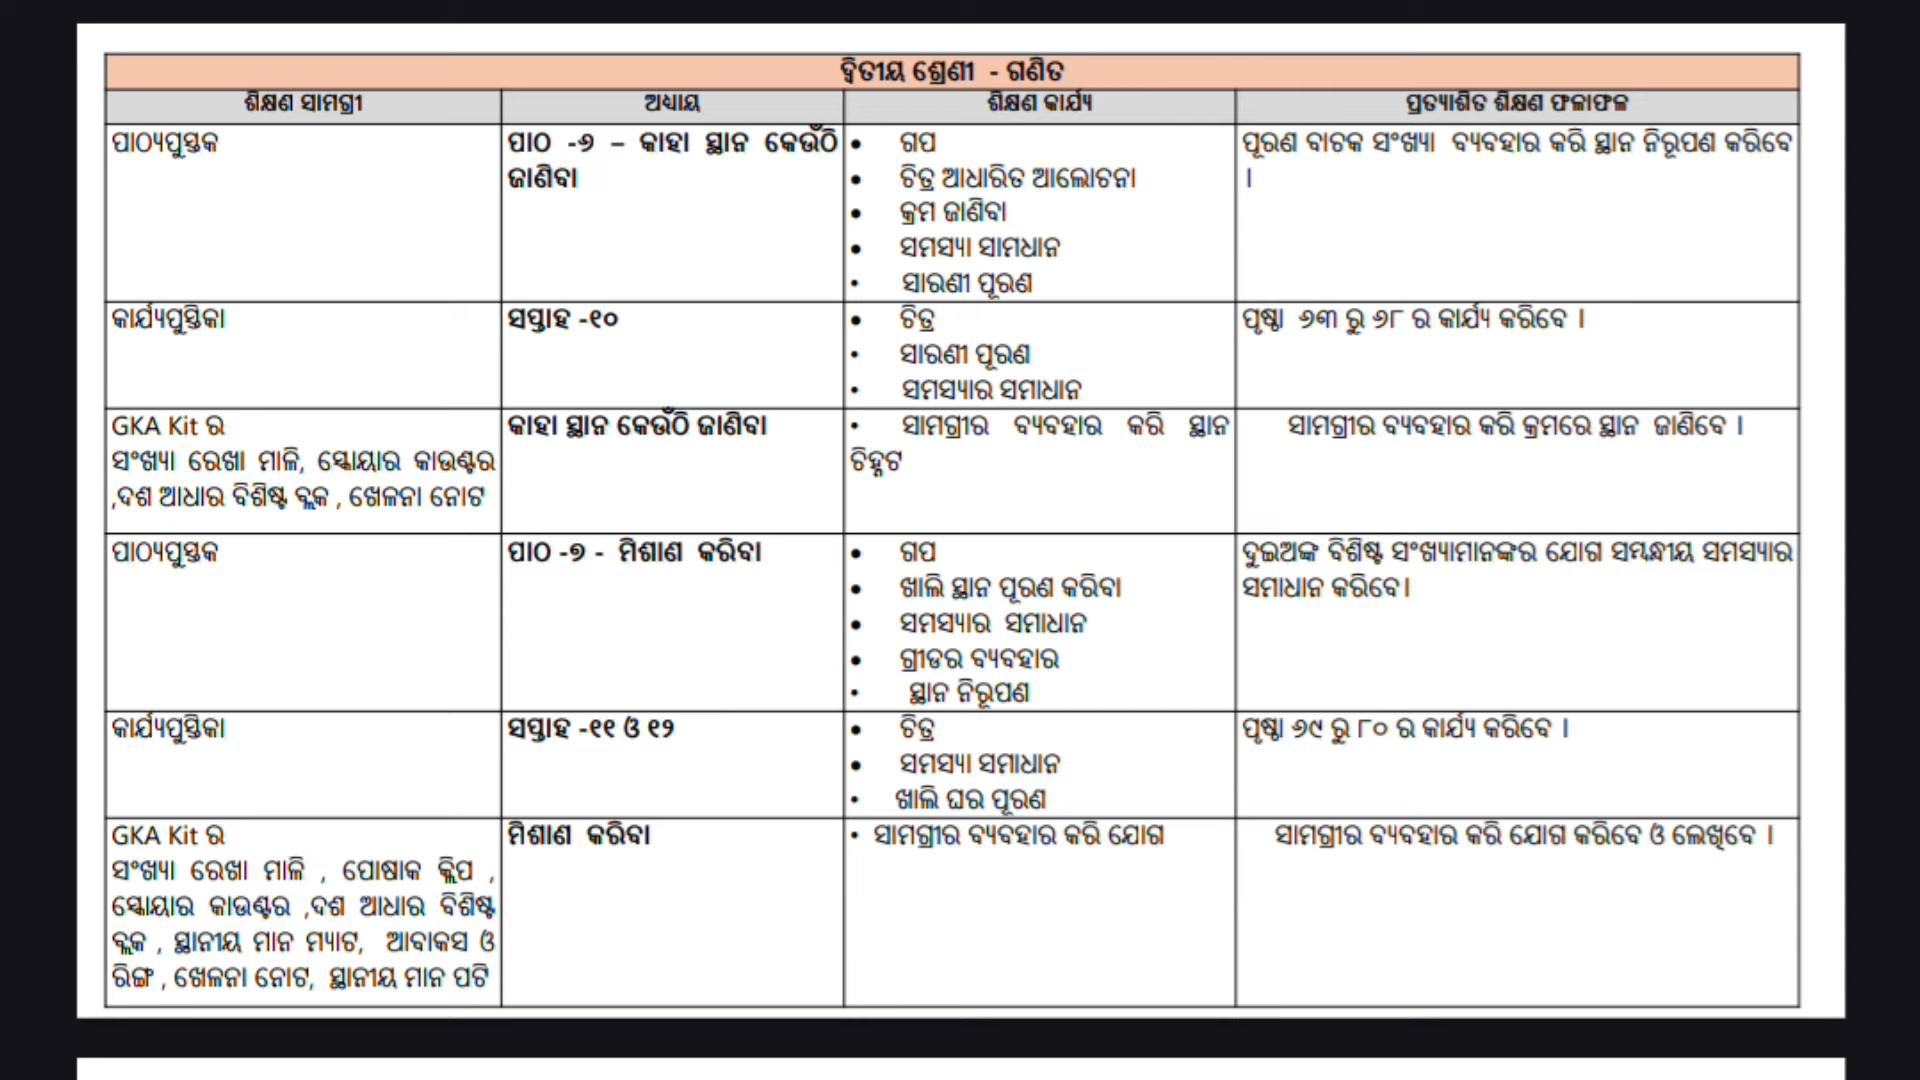 ଦ୍ୱିତୀୟ ଶ୍ରେଣୀ - ଗଣିତ
ଶିକ୍ଷଣ ସାମଗ୍ରୀ ଅଧ୍ୟାୟ ଶିକ୍ଷଣ କାର୍ଯ୍ୟ ପ୍ରତ୍ୟାଶିତ ଶିକ୍ଷଣ ଫଳାଫଳ
ପାଠ୍ୟପୁସ୍ତକ
ପାଠ -୬ – କାହା ସ୍ଥାନ କେଉଁଠି
ଜାଣିବା
• ଗପ
• ଚିତ୍ର ଆଧାରିତ ଆଲୋଚନା
• କ୍ରମ ଜାଣିବା
• ସମସ୍ୟା ସାମଧାନ
• ସାରଣୀ ପୂରଣ
ପୂରଣ ବାଚକ ସଂଖ୍ୟା ବ୍ୟବହାର କରି ସ୍ଥାନ ନିରୂପଣ କରିବେ
।
କାର୍ଯ୍ୟପୁସ୍ତିକା
ସପ୍ତାହ -୧୦
• ଚିତ୍ର
• ସାରଣୀ ପୂରଣ
• ସମସ୍ୟାର ସମାଧାନ
ପୃଷ୍ଠା ୬୩ ରୁ ୬୮ ର କାର୍ଯ୍ୟ କରିବେ ।
GKA Kit ର
ସଂଖ୍ୟା ରେଖା ମାଳି, ସ୍କୋୟାର କାଉଣ୍ଟର
,ଦଶ ଆଧାର ବିଶିଷ୍ଟ ବ୍ଲକ , ଖେଳନା ନୋଟ
କାହା ସ୍ଥାନ କେଉଁଠି ଜାଣିବା
• ସାମଗ୍ରୀର ବ୍ୟବହାର କରି ସ୍ଥାନ
ଚିହ୍ନଟ
ସାମଗ୍ରୀର ବ୍ୟବହାର କରି କ୍ରମରେ ସ୍ଥାନ ଜାଣିବେ ।
ପାଠ୍ୟପୁସ୍ତକ
ପାଠ -୭ - ମିଶାଣ କରିବା
• ଗପ
• ଖାଲି ସ୍ଥାନ ପୂରଣ କରିବା
• ସମସ୍ୟାର ସମାଧାନ
• ଗ୍ରୀଡର ବ୍ୟବହାର
• ସ୍ଥାନ ନିରୂପଣ
ଦୁଇଅଙ୍କ ବିଶିଷ୍ଟ ସଂଖ୍ୟାମାନଙ୍କର ଯୋଗ ସମ୍ବନ୍ଧୀୟ ସମସ୍ୟାର
ସମାଧାନ କରିବେ।
କାର୍ଯ୍ୟପୁସ୍ତିକା
ସପ୍ତାହ -୧୧ ଓ ୧୨
• ଚିତ୍ର
• ସମସ୍ୟା ସମାଧାନ
• ଖାଲି ଘର ପୂରଣ
ପୃଷ୍ଠା ୬୯ ରୁ ୮୦ ର କାର୍ଯ୍ୟ କରିବେ ।
GKA Kit ର
ସଂଖ୍ୟା ରେଖା ମାଳି , ପୋଷାକ କ୍ଲିପ ,
ସ୍କୋୟାର କାଉଣ୍ଟର ,ଦଶ ଆଧାର ବିଶିଷ୍ଟ
ବ୍ଲକ , ସ୍ଥାନୀୟ ମାନ ମ୍ୟାଟ, ଆବାକସ ଓ
ରିଙ୍ଗ , ଖେଳନା ନୋଟ, ସ୍ଥାନୀୟ ମାନ ପଟି
ମିଶାଣ କରିବା
• ସାମଗ୍ରୀର ବ୍ୟବହାର କରି ଯୋଗ
ସାମଗ୍ରୀର ବ୍ୟବହାର କରି ଯୋଗ କରିବେ ଓ ଲେଖିବେ ।